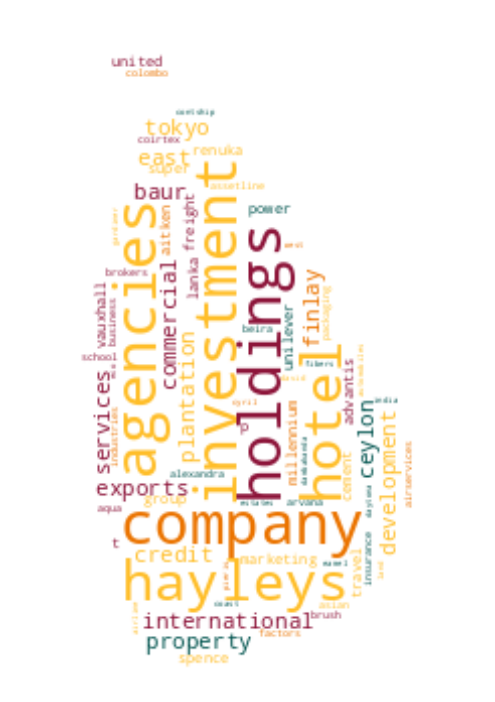 united
colombo
tokyo
coirtex
east
renuka
super
baur
assetline
power
agencies
investment
holdings
aitken
freight
lanka
commercial
brokers
vauxhall
business
school
services
industries
plantation
beira
unilever
finlay
packaging
fibers
hotel
advantis
cyril
millennium
ceylon
india
development
airservices
cement
alexandra
exports
group
estates
arvana
aqua
company
t
credit
marketing
travel
insurance
hayleys
asian
coast
international
brush
property
factors
spence